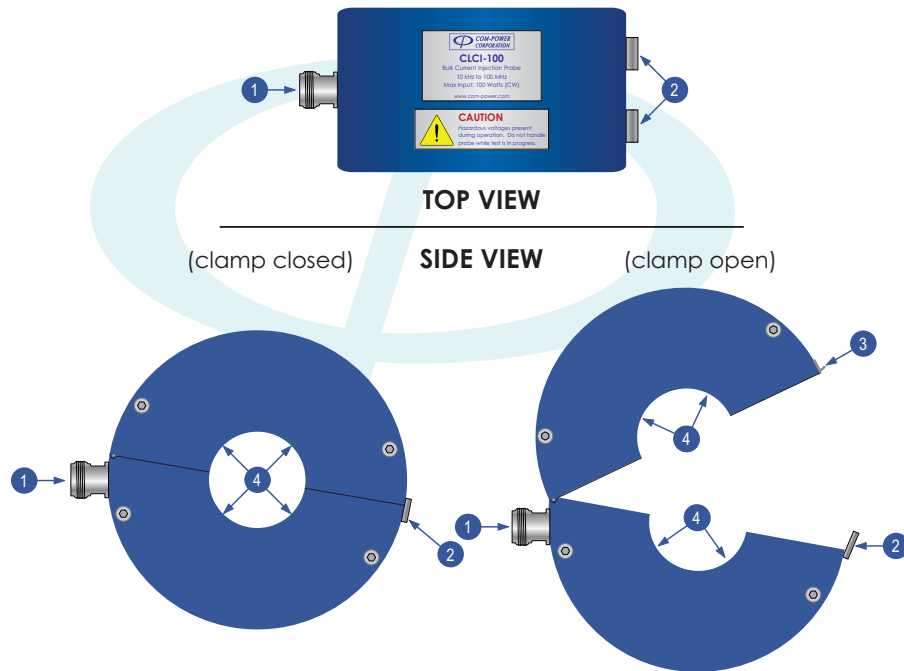 COM-POWER
CORPORATION
CLCI-100
Bulk Current Injection Probe
10 kHz to 100 MHz
Max Input: 100 Watts (CW)
www.com-power.com
1
2
CAUTION
Hazardous voltages present
during operation. Do not handle
probe while test is in progress.
TOP VIEW
(clamp closed) SIDE VIEW (clamp open)
3
4
4
1
4
1
2
2